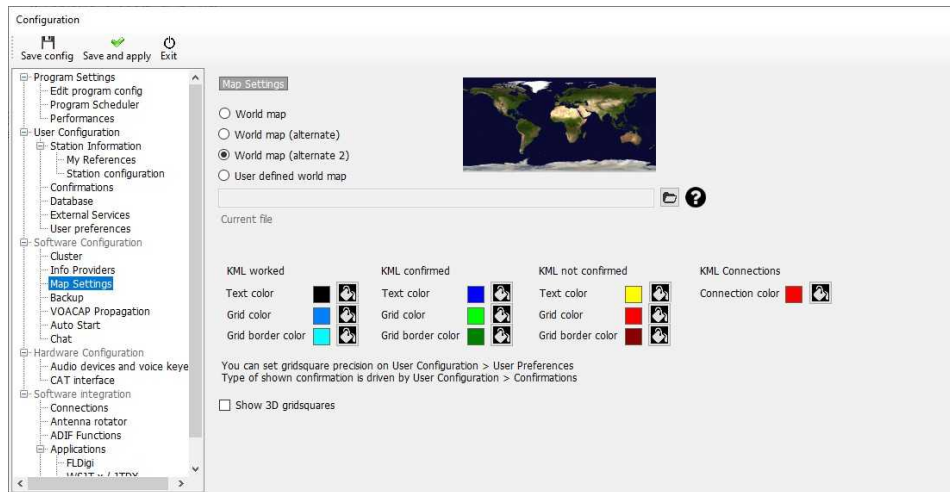 Configuration
Save config Save and apply Exit
Program Settings
Edit program config
Program Scheduler
Performances
User Configuration
Station Information
My References
Station configuration
Confirmations
Database
External Services
User preferences
Software Configuration
Cluster
Info Providers
Map Settings
Backup
VOACAP Propagation
Auto Start
Chat
Hardware Configuration
Audio devices and voice keye
CAT interface
Software integration
Connections
Antenna rotator
ADIF Functions
Applications
FLDigi
Map Settings
World map
World map (alternate)
World map (alternate 2)
User defined world map
Current file
KML worked KML confirmed KML not confirmed KML Connections
Text color Text color Text color Connection color
Grid color Grid color Grid color
Grid border color Grid border color Grid border color
You can set gridsquare precision on User Configuration > User Preferences
Type of shown confirmation is driven by User Configuration > Confirmations
Show 3D gridsquares